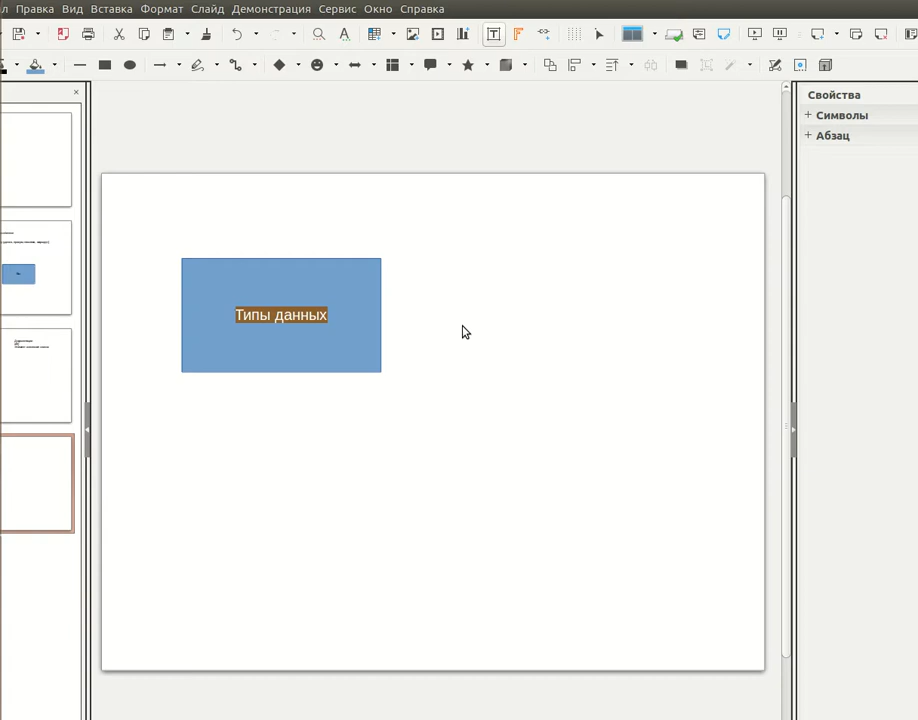 л Правка Вид Вставка Формат Слайд Демонстрация Сервис Окно Справка
Свойства
+ Символы
+ Абзац
Типы данных